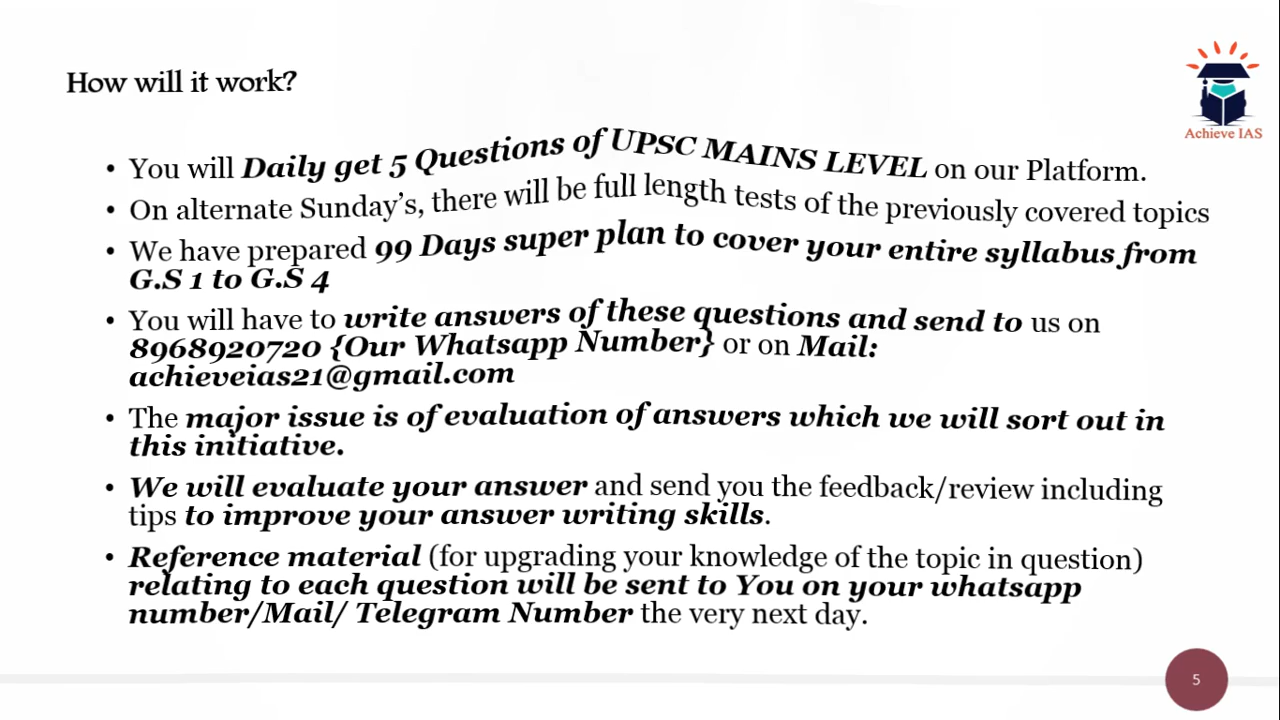 How will it work?
Achieve IAS
• You will Daily get 5 Questions of UPSC MAINS LEVEL on our Platform.
• On alternate Sunday's, there will be full length tests of the previously covered topics
• We have prepared 99 Days super plan to cover your entire syllabus from
G.S 1 to G.S 4
• You will have to write answers of these questions and send to us on
8968920720 {Our Whatsapp Number} or on Mail:
achieveias21@gmail.com
• The major issue is of evaluation of answers which we will sort out in
this initiative.
• We will evaluate your answer and send you the feedback/review including
tips to improve your answer writing skills.
• Reference material (for upgrading your knowledge of the topic in question)
relating to each question will be sent to You on your whatsapp
number/Mail/ Telegram Number the very next day.
5